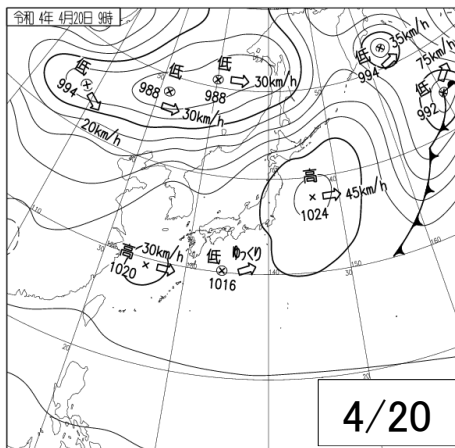 令和 4年 4月20日 9時
低
994
20km/h
低
988
30km/h
低
988
30km/h
低
994
35km/h
75km/h
低
992
高
1024
45km/h
高
1020
30km/h
低
1016
ゆっくり
4/20